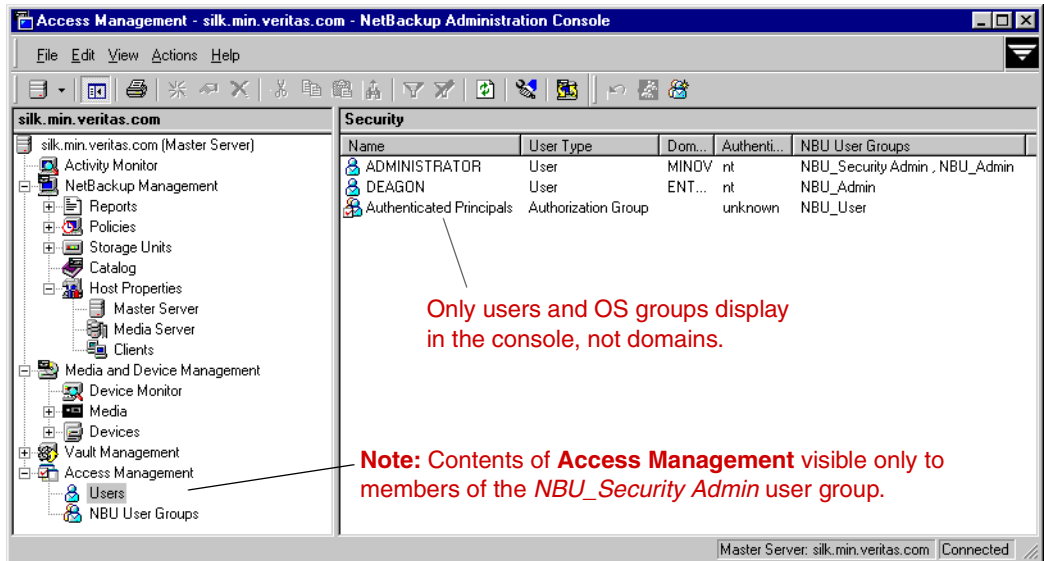 Access Management - silk.min.veritas.com - NetBackup Administration Console
File Edit View Actions Help
silk.min.veritas.com
Security
silk.min.veritas.com (Master Server)
Activity Monitor
NetBackup Management
Reports
Policies
Storage Units
Catalog
Host Properties
Master Server
Media Server
Clients
Media and Device Management
Device Monitor
Media
Devices
Vault Management
Access Management
Users
NBU User Groups
Name User Type Dom... Authenti... NBU User Groups
ADMINISTRATOR User MINOV nt NBU_Security Admin , NBU_Admin
DEAGON User ENT... nt NBU_Admin
Authenticated Principals Authorization Group unknown NBU_User
Only users and OS groups display
in the console, not domains.
Note: Contents of Access Management visible only to
members of the NBU_Security Admin user group.
Master Server: silk.min.veritas.com Connected